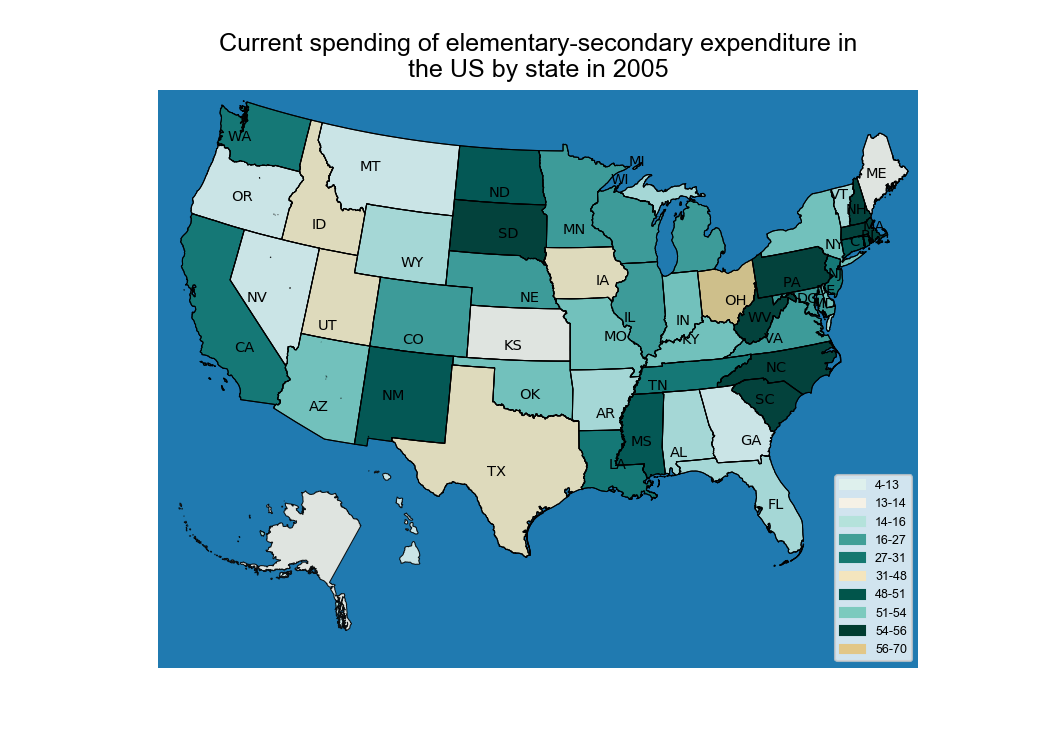 Current spending of elementary-secondary expenditure in
the US by state in 2005
WA
MT
ND
MI
WI
ME
OR
ID
SD
MN
VT
NH
MA
NY
WY
IA
PA
NJ
NV
NE
OH
DE
DC
MD
UT
CO
IL
IN
WV
CA
KS
MO
KY
VA
NC
AZ
NM
OK
TN
SC
AR
MS
AL
GA
TX
LA
FL
4-13
13-14
14-16
16-27
27-31
31-48
48-51
51-54
54-56
56-70